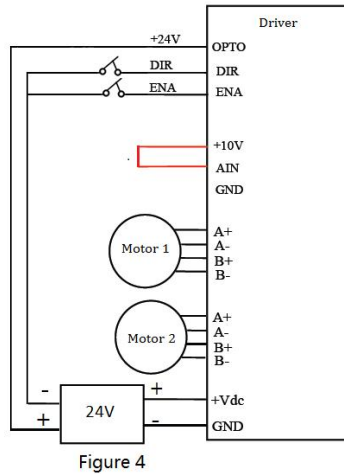 Driver
+24V
OPTO
DIR
DIR
ENA
ENA
+10V
AIN
GND
Motor 1
A+
A-
B+
B-
Motor 2
A+
A-
B+
B-
-
+
24V
+
-
+Vdc
GND
Figure 4